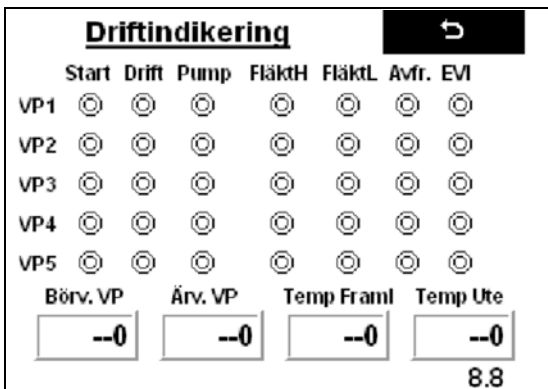 Driftindikering
Start Drift Pump FläktH FläktL Avfr. EVI
VP1
VP2
VP3
VP4
VP5
Börv. VP Ärv. VP Temp Framl Temp Ute
--0 --0 --0 --0
8.8